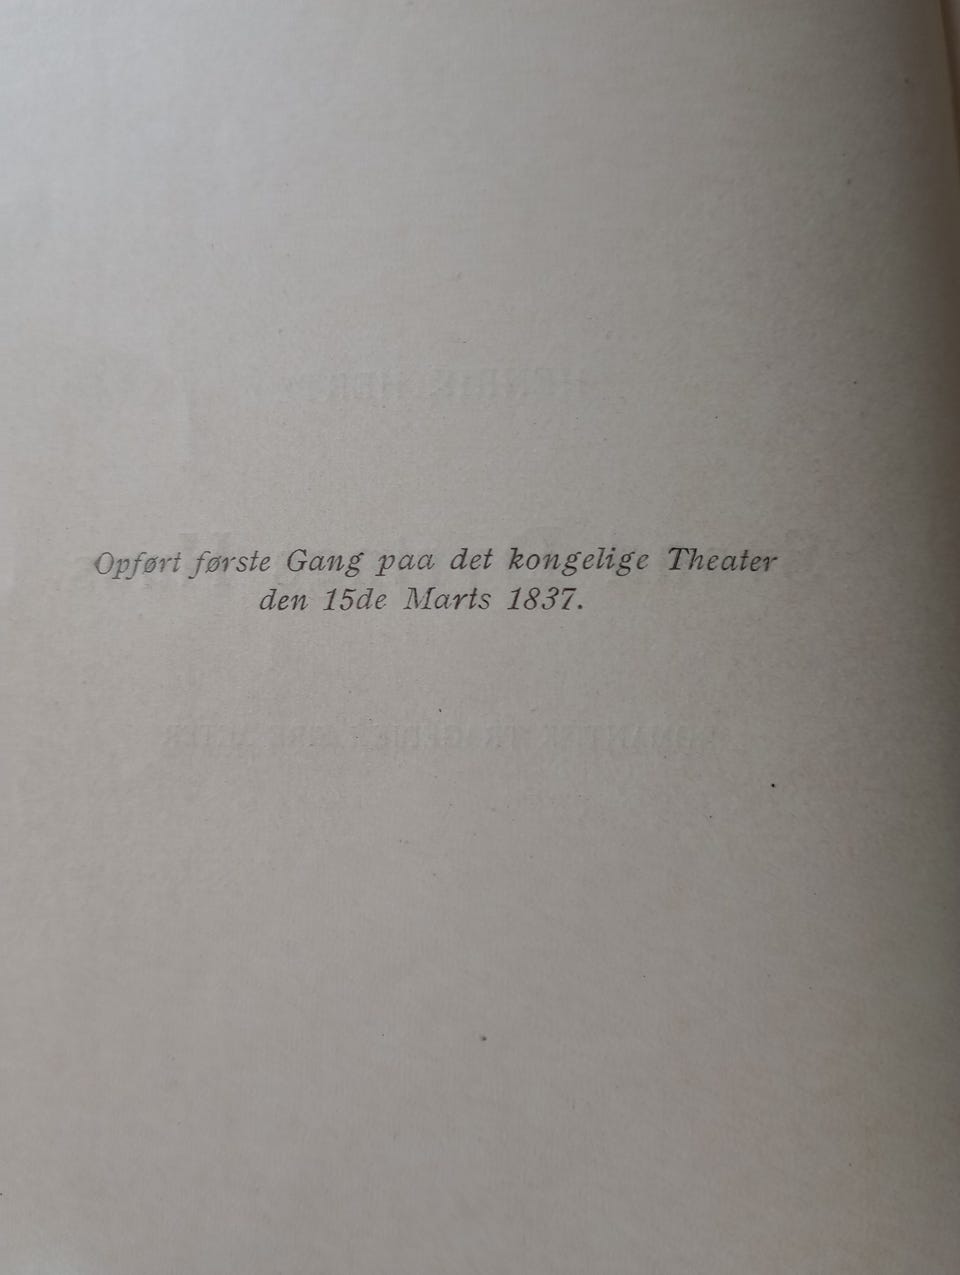 Opført første Gang paa det kongelige Theater
den 15de Marts 1837.